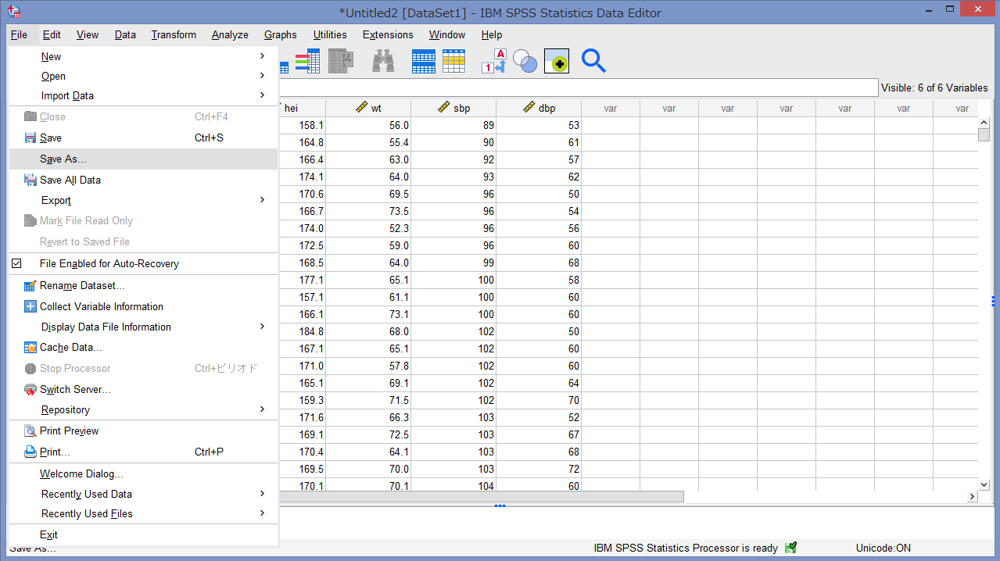 *Untitled2 [DataSet1] - IBM SPSS Statistics Data Editor
File Edit View Data Transform Analyze Graphs Utilities Extensions Window Help
Visible: 6 of 6 Variables
New
Open
Import Data
Close Ctrl+F4
Save Ctrl+S
Save As...
Save All Data
Export
Mark File Read Only
Revert to Saved File
File Enabled for Auto-Recovery
Rename Dataset...
Collect Variable Information
Display Data File Information
Cache Data...
Stop Processor Ctrl+ピリオド
Switch Server...
Repository
Print Preview
Print... Ctrl+P
Welcome Dialog...
Recently Used Data
Recently Used Files
Exit
hei wt sbp dbp var var var var var var var
158.1 56.0 89 53
164.8 55.4 90 61
166.4 63.0 92 57
174.1 64.0 93 62
170.6 69.5 96 50
166.7 73.5 96 54
174.0 52.3 96 56
172.5 59.0 96 60
168.5 64.0 99 68
177.1 65.1 100 58
157.1 61.1 100 60
166.1 73.1 100 60
184.8 68.0 102 50
167.1 65.1 102 60
171.0 57.8 102 60
165.1 69.1 102 64
159.3 71.5 102 70
171.6 66.3 103 52
169.1 72.5 103 67
170.4 64.1 103 68
169.5 70.0 103 72
170.1 70.1 104 60
Save As... IBM SPSS Statistics Processor is ready Unicode:ON